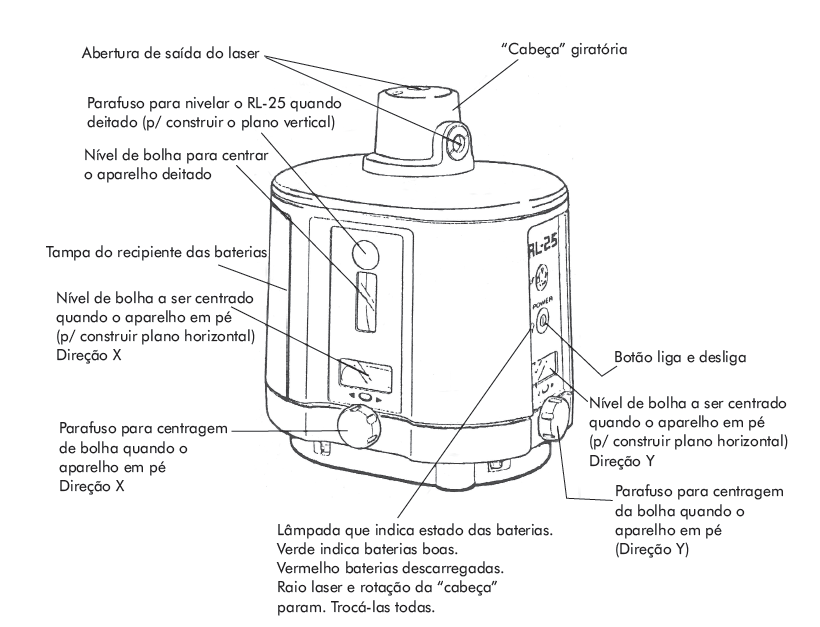 Abertura de saída do laser
"Cabeça" giratória
Parafuso para nivelar o RL-25 quando
deitado (p/ construir o plano vertical)
Nível de bolha para centrar
o aparelho deitado
Tampa do recipiente das baterias
Nível de bolha a ser centrado
quando o aparelho em pé
(p/ construir plano horizontal)
Direção X
Parafuso para centragem
de bolha quando o
aparelho em pé
Direção X
RL-25
POWER
Botão liga e desliga
Nível de bolha a ser centrado
quando o aparelho em pé
(p/ construir plano horizontal)
Direção Y
Parafuso para centragem
da bolha quando o
aparelho em pé
(Direção Y)
Lâmpada que indica estado das baterias.
Verde indica baterias boas.
Vermelho baterias descarregadas.
Raio laser e rotação da "cabeça"
param. Trocá-las todas.